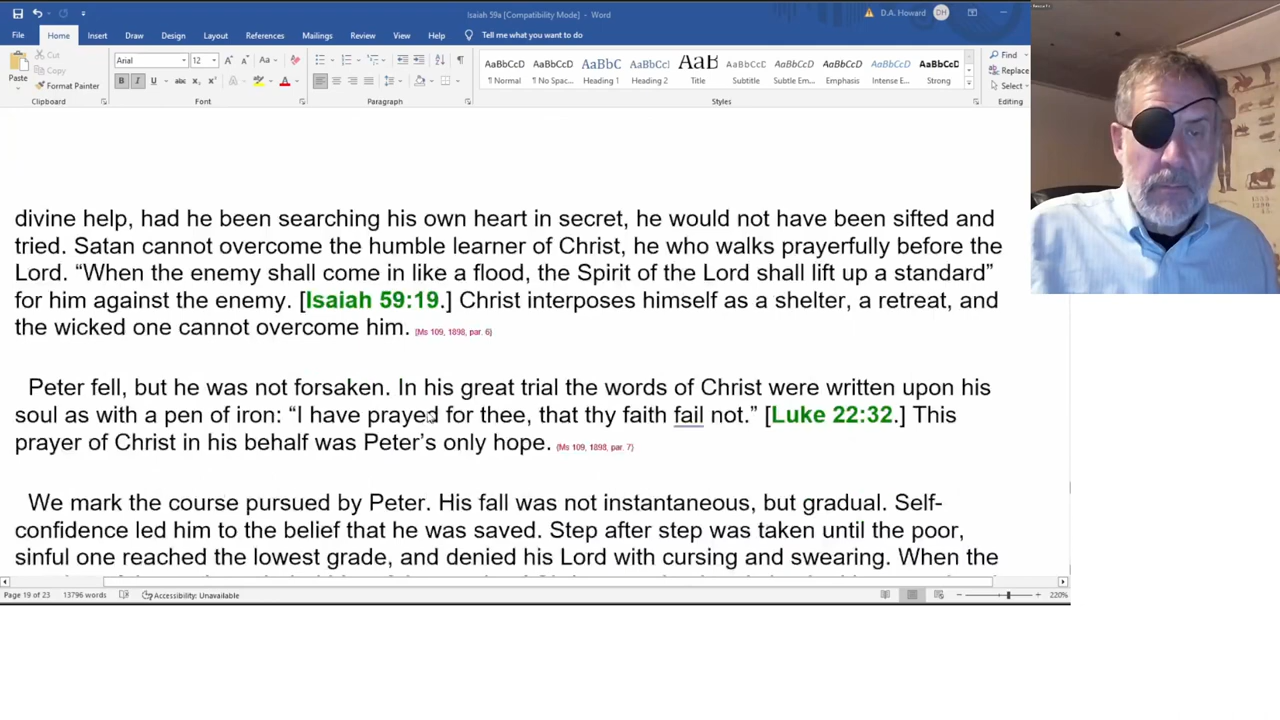 Isaiah 59a [Compatibility Mode] - Word
D.A. Howard DH
File Home Insert Draw Design Layout References Mailings Review View Help Tell me what you want to do
Paste
Cut
Copy
Format Painter
Clipboard
Arial 12
Font
Paragraph
AaBbCcD AaBbCcD AaBbC AaBbCcl AaB AaBbCcD AaBbCcD AaBbCcD AaBbCcD AaBbCcD
¶ Normal ¶ No Spac... Heading 1 Heading 2 Title Subtitle Subtle Em... Emphasis Intense E... Strong
Styles
Find
Replace
Select
Editing
divine help, had he been searching his own heart in secret, he would not have been sifted and
tried. Satan cannot overcome the humble learner of Christ, he who walks prayerfully before the
Lord. “When the enemy shall come in like a flood, the Spirit of the Lord shall lift up a standard”
for him against the enemy. [Isaiah 59:19.] Christ interposes himself as a shelter, a retreat, and
the wicked one cannot overcome him. {Ms 109, 1898, par. 6}
Peter fell, but he was not forsaken. In his great trial the words of Christ were written upon his
soul as with a pen of iron: “I have prayed for thee, that thy faith fail not.” [Luke 22:32.] This
prayer of Christ in his behalf was Peter’s only hope. {Ms 109, 1898, par. 7}
We mark the course pursued by Peter. His fall was not instantaneous, but gradual. Self-
confidence led him to the belief that he was saved. Step after step was taken until the poor,
sinful one reached the lowest grade, and denied his Lord with cursing and swearing. When the
Page 19 of 23 13796 words Accessibility: Unavailable 220%